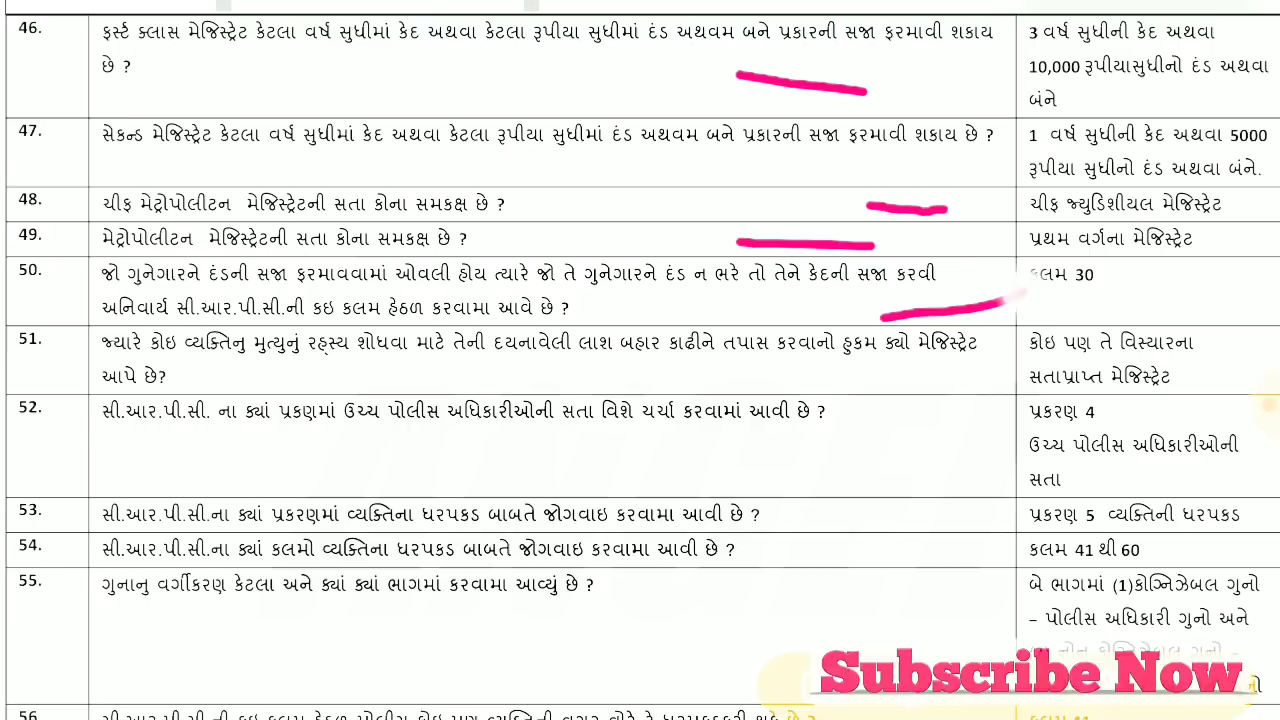 46. ફર્સ્ટ ક્લાસ મેજિસ્ટ્રેટ કેટલા વર્ષ સુધીમાં કેદ અથવા કેટલા રૂપીયા સુધીમાં દંડ અથવમ બને પ્રકારની સજા ફરમાવી શકાય
છે ?
3 વર્ષ સુધીની કેદ અથવા
10,000 રૂપીયાસુધીનો દંડ અથવા
બંને
47. સેકન્ડ મેજિસ્ટ્રેટ કેટલા વર્ષ સુધીમાં કેદ અથવા કેટલા રૂપીયા સુધીમાં દંડ અથવમ બને પ્રકારની સજા ફરમાવી શકાય છે ?
1 વર્ષ સુધીની કેદ અથવા 5000
રૂપીયા સુધીનો દંડ અથવા બંને.
48. ચીફ મેટ્રોપોલીટન મેજિસ્ટ્રેટની સતા કોના સમકક્ષ છે ?
ચીફ જ્યુડિશીયલ મેજિસ્ટ્રેટ
49. મેટ્રોપોલીટન મેજિસ્ટ્રેટની સતા કોના સમકક્ષ છે ?
પ્રથમ વર્ગના મેજિસ્ટ્રેટ
50. જો ગુનેગારને દંડની સજા ફરમાવવામાં ઓવલી હોય ત્યારે જો તે ગુનેગારને દંડ ન ભરે તો તેને કેદની સજા કરવી
અનિવાર્ય સી.આર.પી.સી.ની કઇ કલમ હેઠળ કરવામા આવે છે ?
કલમ 30
51. જ્યારે કોઇ વ્યક્તિનુ મુત્યુનું રહસ્ય શોધવા માટે તેની દયનાવેલી લાશ બહાર કાઢીને તપાસ કરવાનો હુકમ ક્યો મેજિસ્ટ્રેટ
આપે છે?
કોઇ પણ તે વિસ્યારના
સતાપ્રાપ્ત મેજિસ્ટ્રેટ
52. સી.આર.પી.સી. ના ક્યાં પ્રકણમાં ઉચ્ચ પોલીસ અધિકારીઓની સતા વિશે ચર્ચા કરવામાં આવી છે ?
પ્રકરણ 4
ઉચ્ચ પોલીસ અધિકારીઓની
સતા
53. સી.આર.પી.સી.ના ક્યાં પ્રકરણમાં વ્યક્તિના ધરપકડ બાબતે જોગવાઇ કરવામા આવી છે ?
પ્રકરણ 5 વ્યક્તિની ધરપકડ
54. સી.આર.પી.સી.ના ક્યાં કલમો વ્યક્તિના ધરપકડ બાબતે જોગવાઇ કરવામા આવી છે ?
કલમ 41 થી 60
55. ગુનાનુ વર્ગીકરણ કેટલા અને ક્યાં ક્યાં ભાગમાં કરવામા આવ્યું છે ?
બે ભાગમાં (1)કોગ્નિઝેબલ ગુનો
– પોલીસ અધિકારી ગુનો અને
Subscribe Now
56.